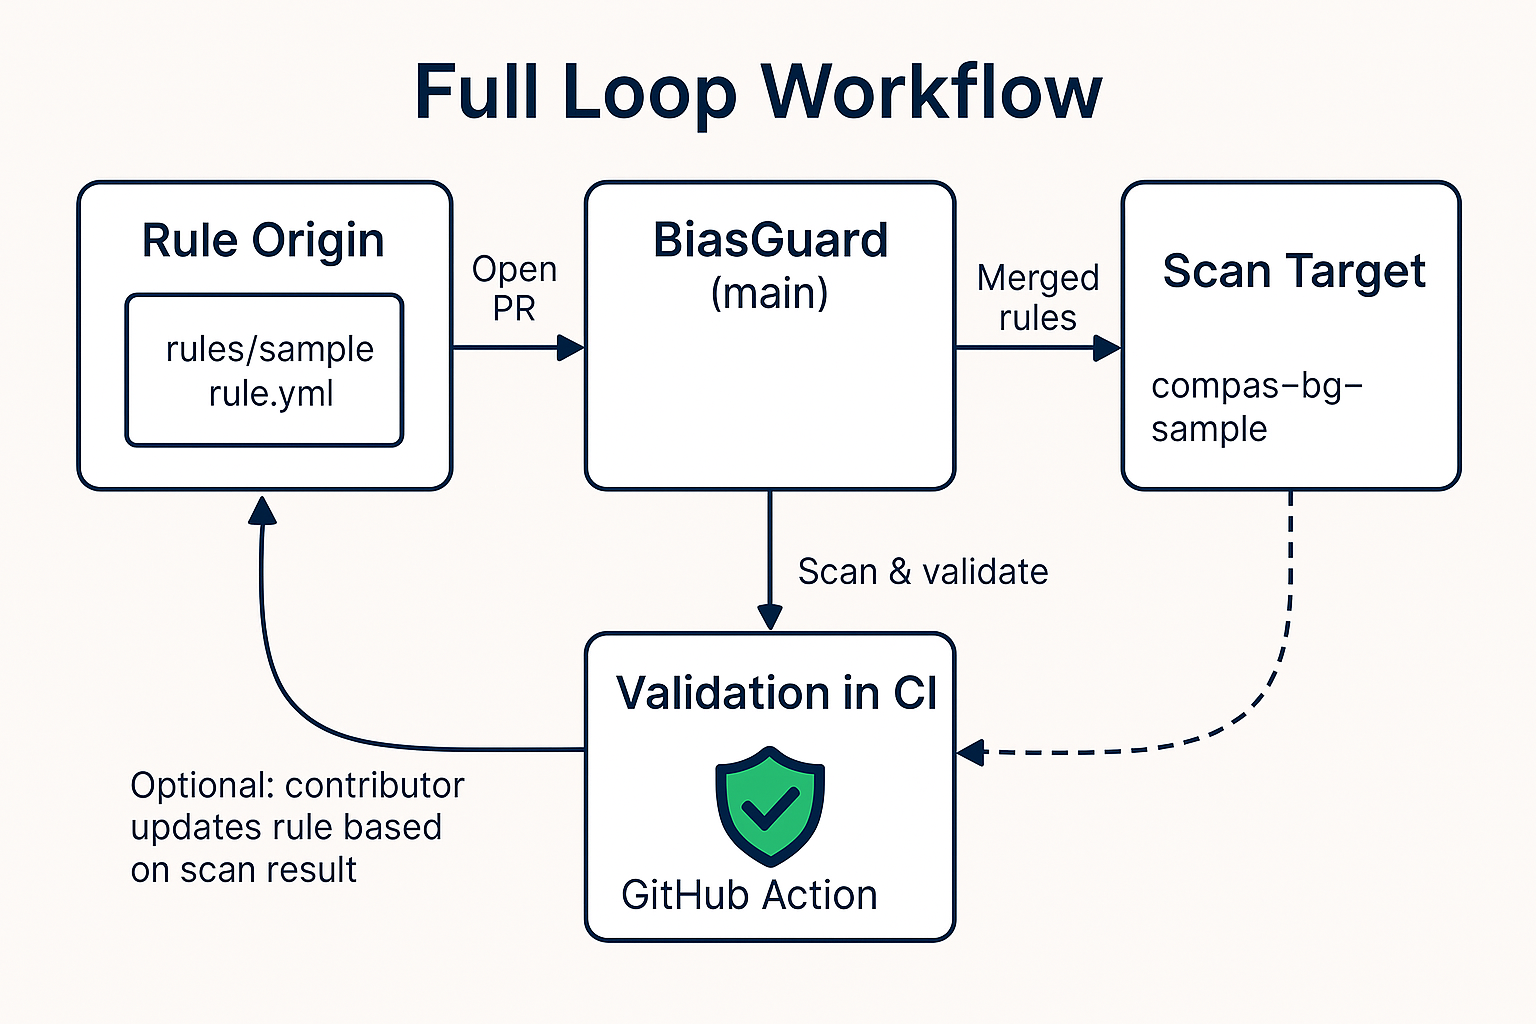 Full Loop Workflow
Rule Origin
rules/sample
rule.yml
Open
PR
BiasGuard
(main)
Merged
rules
Scan Target
compas-bg-
sample
Scan & validate
Validation in CI
GitHub Action
Optional: contributor
updates rule based
on scan result